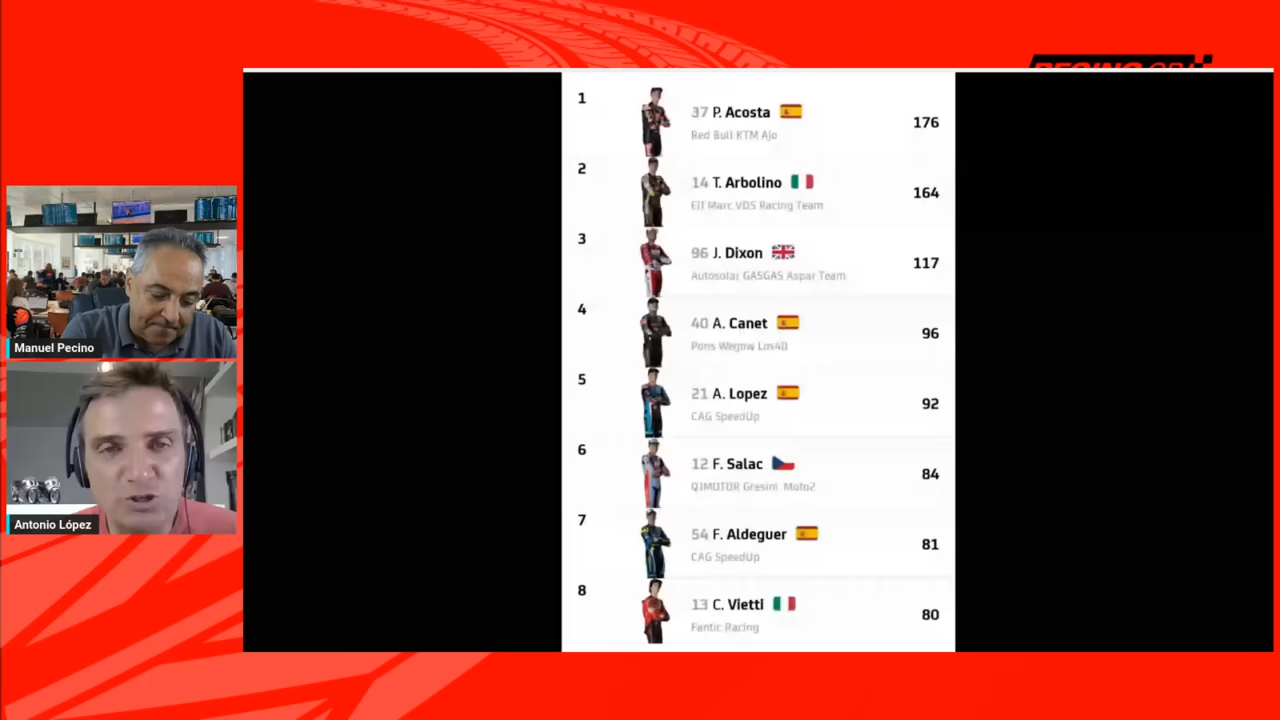 PECINO GP
1
37 P. Acosta
Red Bull KTM Ajo
176
2
14 T. Arbolino
Elf Marc VDS Racing Team
164
3
96 J. Dixon
Autosolar GASGAS Aspar Team
117
4
40 A. Canet
Pons Wegow Los40
96
5
21 A. Lopez
CAG SpeedUp
92
6
12 F. Salac
QJMOTOR Gresini Moto2
84
7
54 F. Aldeguer
CAG SpeedUp
81
8
13 C. Vietti
Fantic Racing
80
Manuel Pecino
Antonio López